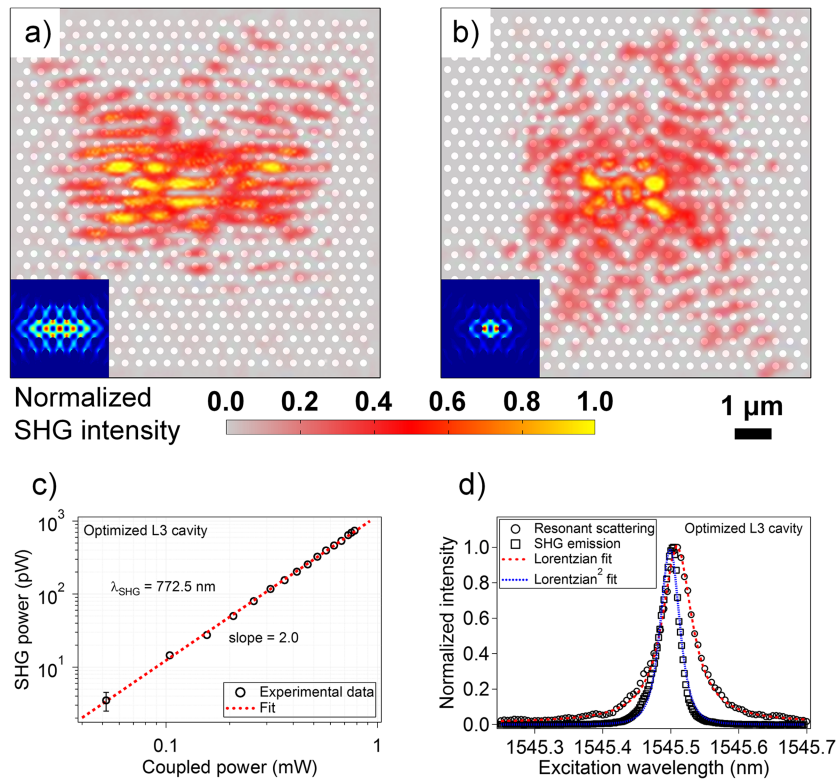 a)
b)
Normalized
SHG intensity
0.0 0.2 0.4 0.6 0.8 1.0
1 µm
c)
Optimized L3 cavity
λSHG = 772.5 nm
slope = 2.0
Experimental data
Fit
SHG power (pW)
10³
10²
10¹
0.1 1
Coupled power (mW)
d)
Resonant scattering
SHG emission
Lorentzian fit
Lorentzian² fit
Optimized L3 cavity
Normalized intensity
1.0
0.8
0.6
0.4
0.2
0.0
1545.3 1545.4 1545.5 1545.6 1545.7
Excitation wavelength (nm)